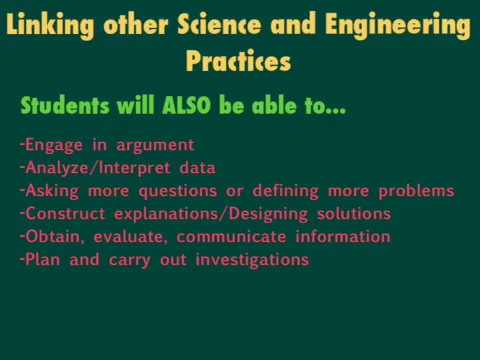 Linking other Science and Engineering
Practices
Students will ALSO be able to...
-Engage in argument
-Analyze/Interpret data
-Asking more questions or defining more problems
-Construct explanations/Designing solutions
-Obtain, evaluate, communicate information
-Plan and carry out investigations